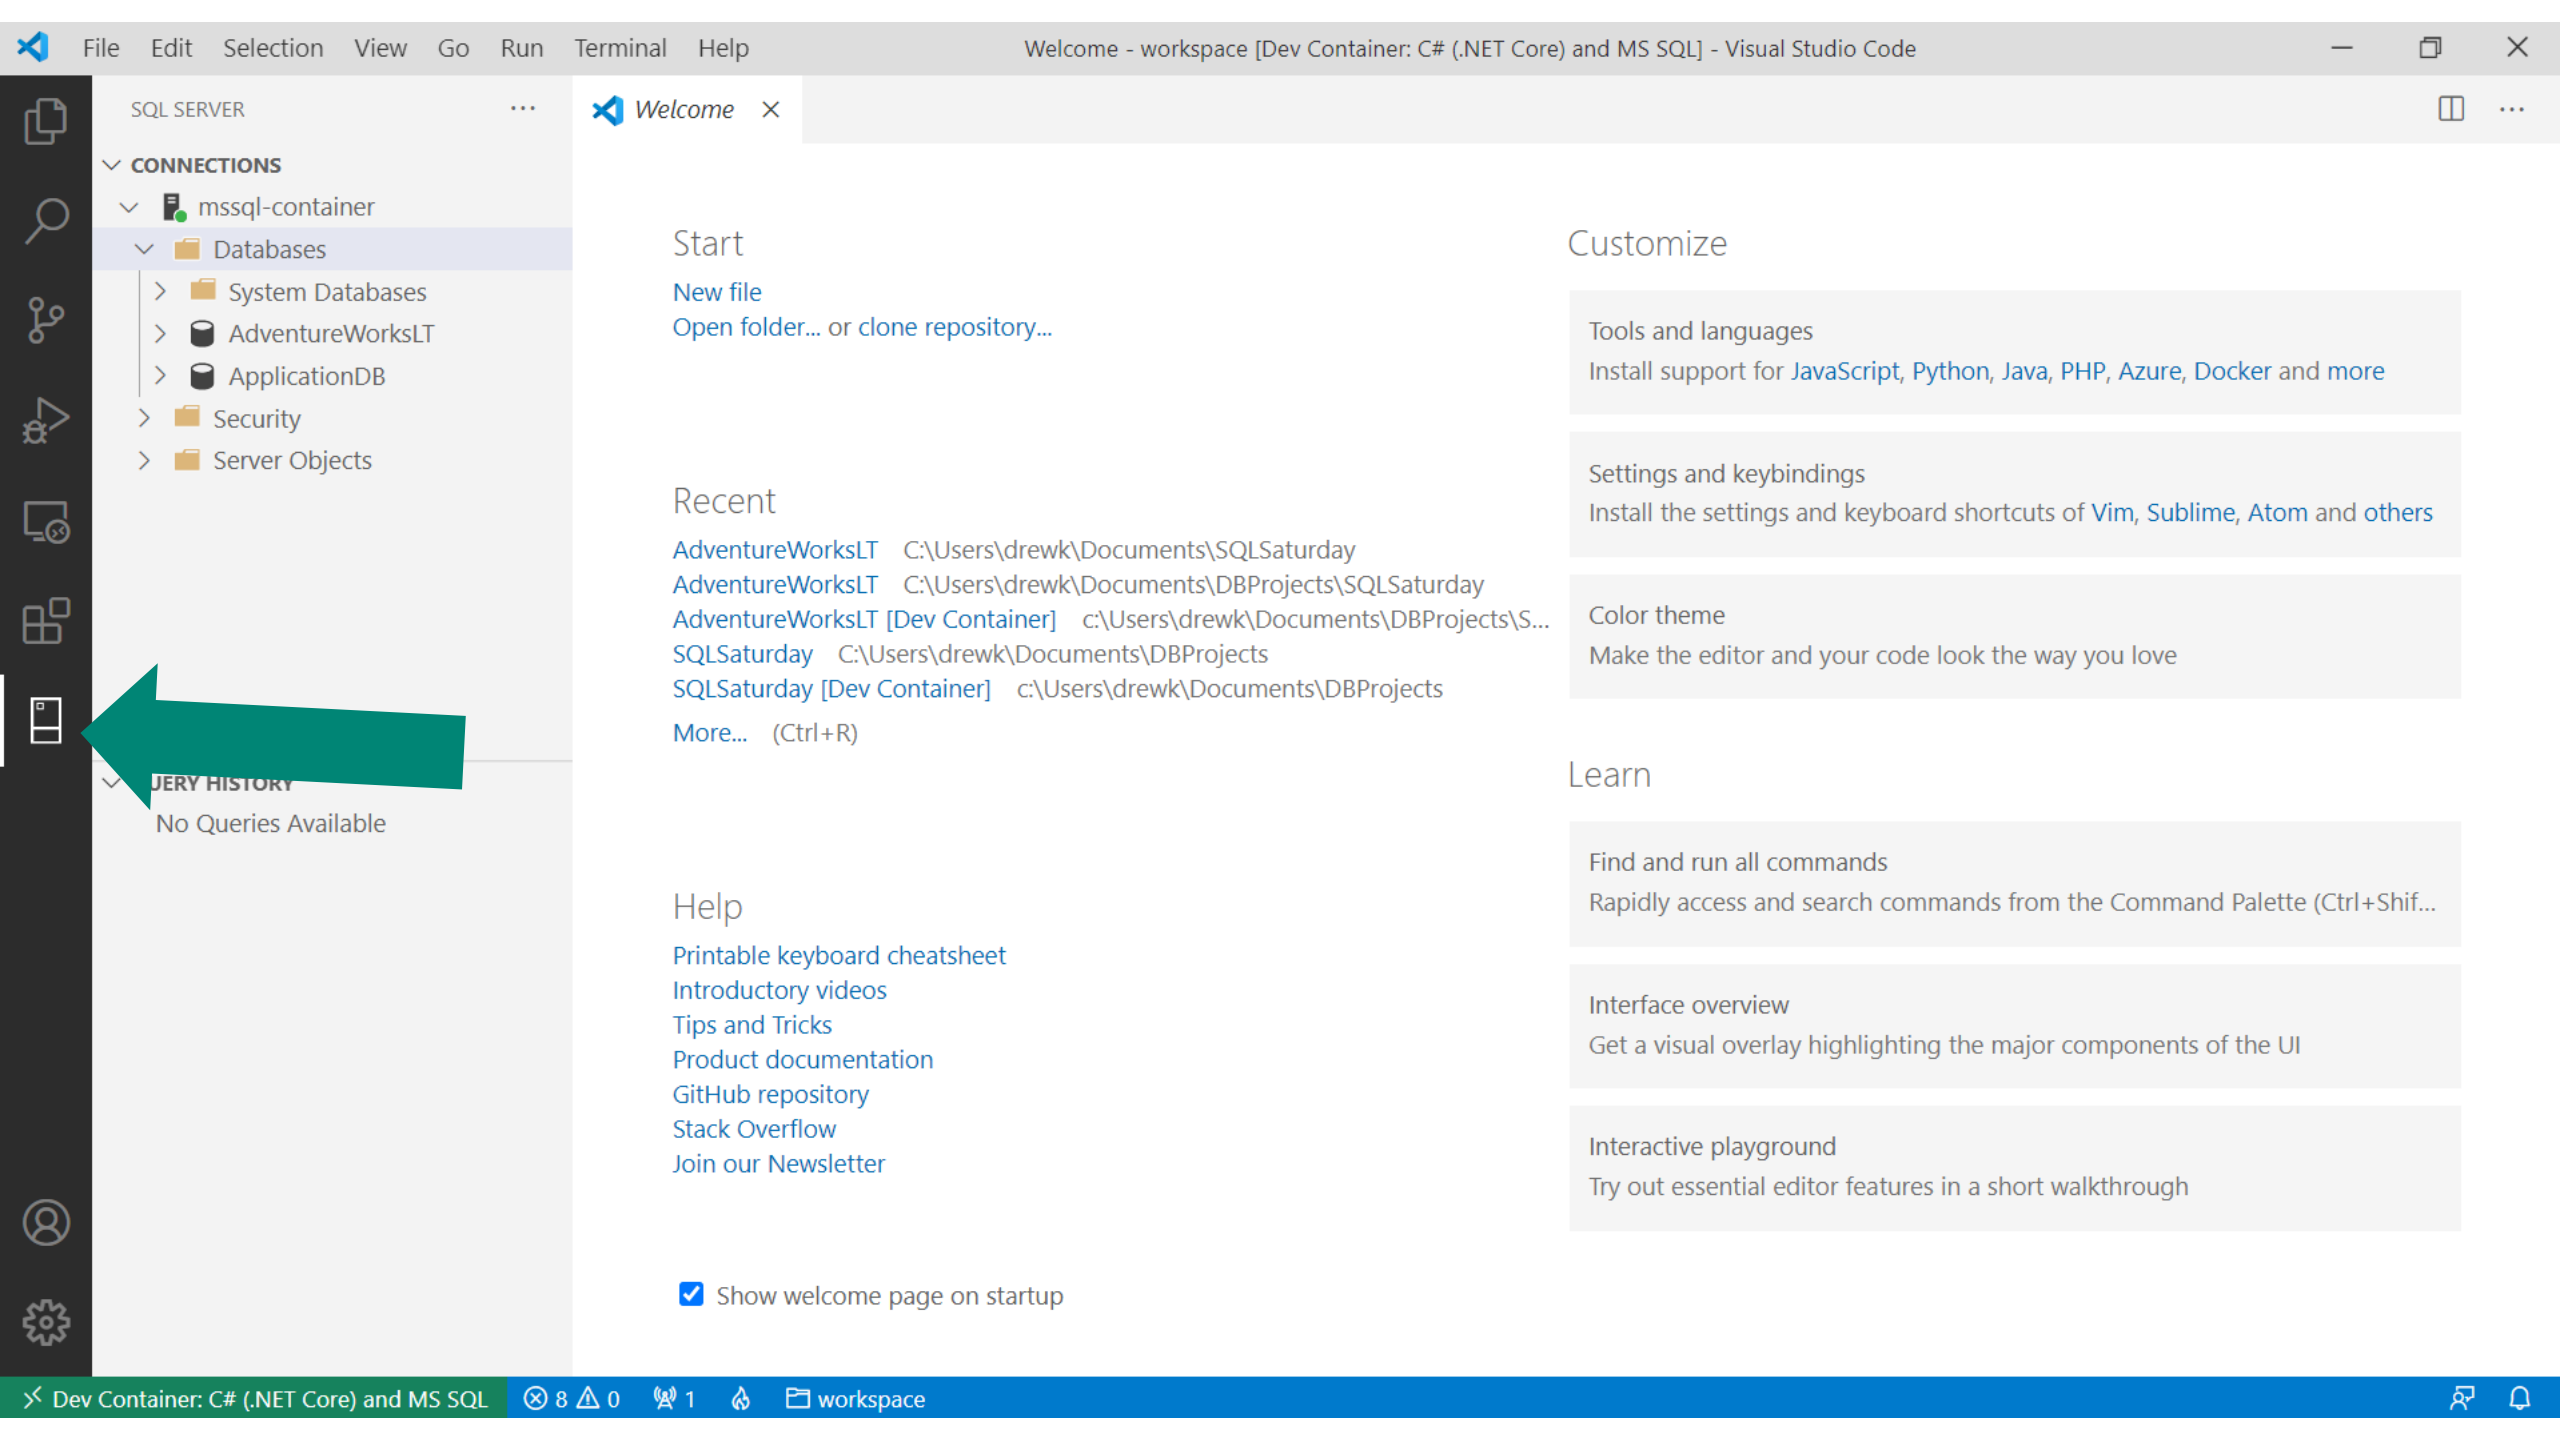 File Edit Selection View Go Run Terminal Help
Welcome - workspace [Dev Container: C# (.NET Core) and MS SQL] - Visual Studio Code
SQL SERVER
Welcome
CONNECTIONS
mssql-container
Databases
System Databases
AdventureWorksLT
ApplicationDB
Security
Server Objects
UERY HISTORY
No Queries Available
Start
New file
Open folder... or clone repository...
Recent
AdventureWorksLT C:\Users\drewk\Documents\SQLSaturday
AdventureWorksLT C:\Users\drewk\Documents\DBProjects\SQLSaturday
AdventureWorksLT [Dev Container] c:\Users\drewk\Documents\DBProjects\S...
SQLSaturday C:\Users\drewk\Documents\DBProjects
SQLSaturday [Dev Container] c:\Users\drewk\Documents\DBProjects
More... (Ctrl+R)
Help
Printable keyboard cheatsheet
Introductory videos
Tips and Tricks
Product documentation
GitHub repository
Stack Overflow
Join our Newsletter
Show welcome page on startup
Customize
Tools and languages
Install support for JavaScript, Python, Java, PHP, Azure, Docker and more
Settings and keybindings
Install the settings and keyboard shortcuts of Vim, Sublime, Atom and others
Color theme
Make the editor and your code look the way you love
Learn
Find and run all commands
Rapidly access and search commands from the Command Palette (Ctrl+Shif...
Interface overview
Get a visual overlay highlighting the major components of the UI
Interactive playground
Try out essential editor features in a short walkthrough
Dev Container: C# (.NET Core) and MS SQL 8 0 1 workspace